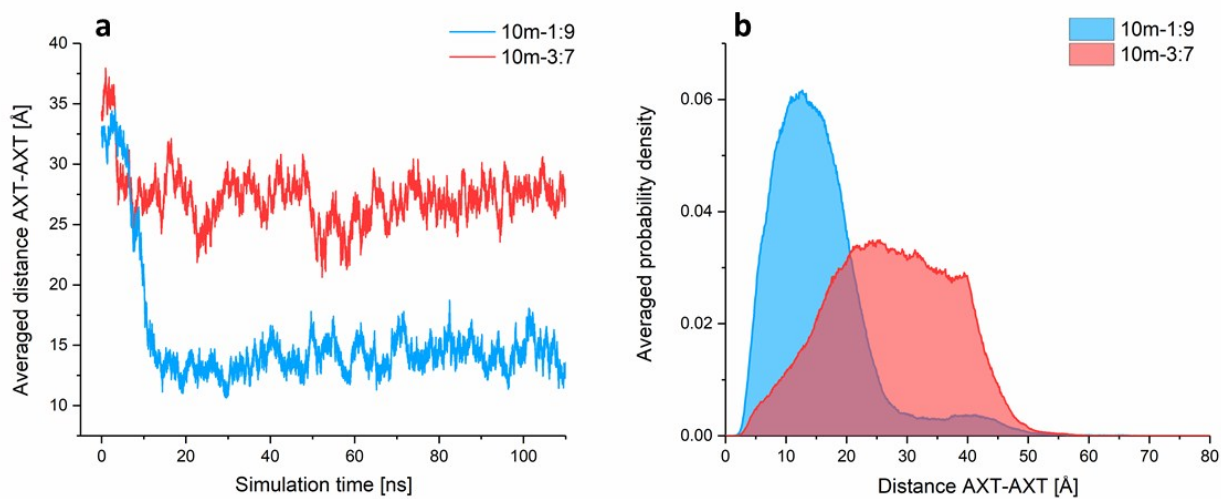 a
10m-1:9
10m-3:7
Averaged distance AXT-AXT [Å]
40
35
30
25
20
15
10
0
20
40
60
80
100
Simulation time [ns]
b
10m-1:9
10m-3:7
Averaged probability density
0.06
0.04
0.02
0.00
0
10
20
30
40
50
60
70
80
Distance AXT-AXT [Å]